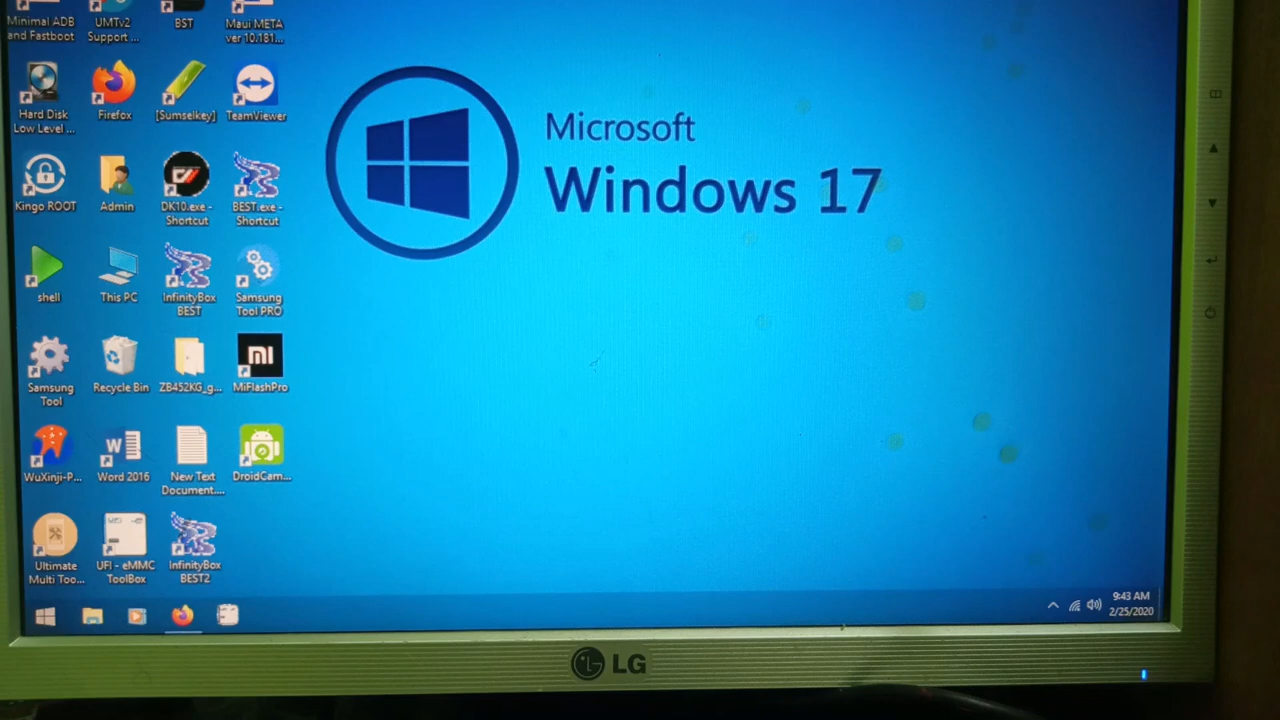 Minimal ADB
and Fastboot
UMTv2
Support ...
BST
Maui META
ver 10.181...
Hard Disk
Low Level ...
Firefox
[Sumselkey]
TeamViewer
Kingo ROOT
Admin
DK10.exe -
Shortcut
BEST.exe -
Shortcut
shell
This PC
InfinityBox
BEST
Samsung
Tool PRO
Samsung
Tool
Recycle Bin
ZB452KG_g...
MiFlashPro
WuXinji-P...
Word 2016
New Text
Document....
DroidCam...
Ultimate
Multi Too...
UFI - eMMC
ToolBox
InfinityBox
BEST2
Microsoft
Windows 17
9:43 AM
2/25/2020
LG